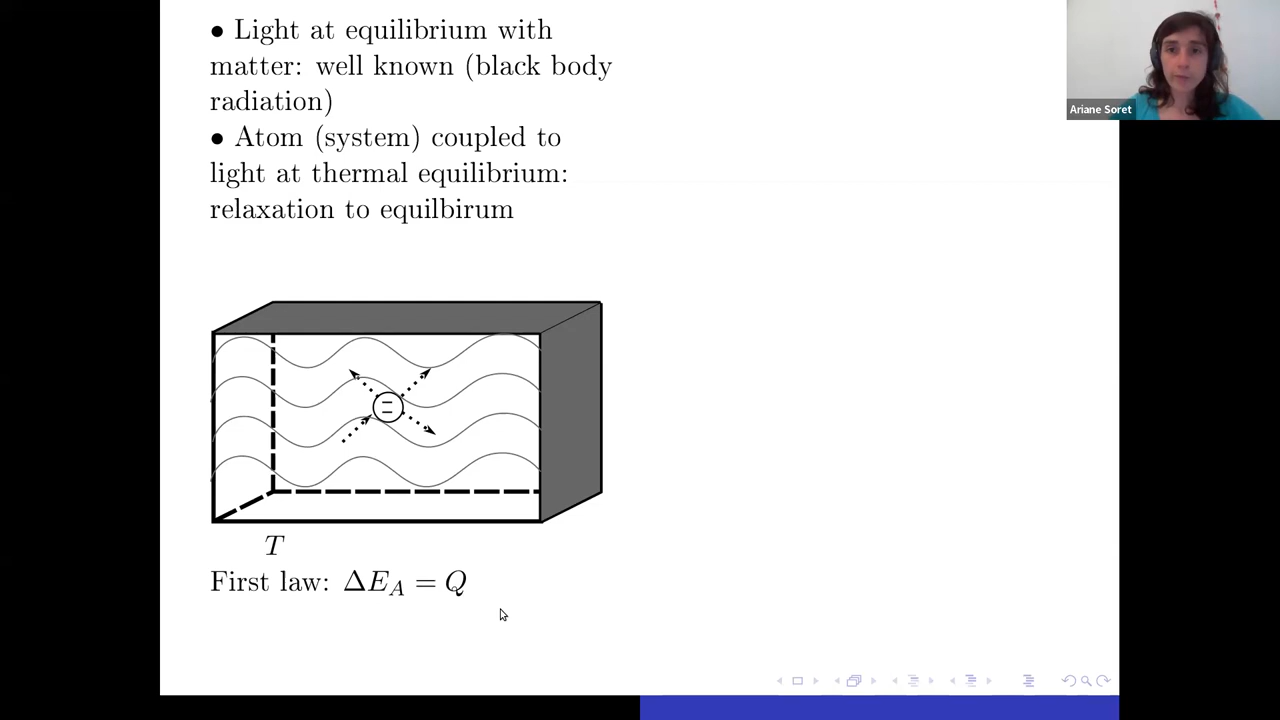 • Light at equilibrium with
matter: well known (black body
radiation)
• Atom (system) coupled to
light at thermal equilibrium:
relaxation to equilbirum
Ariane Soret
T
First law: ΔE_A = Q